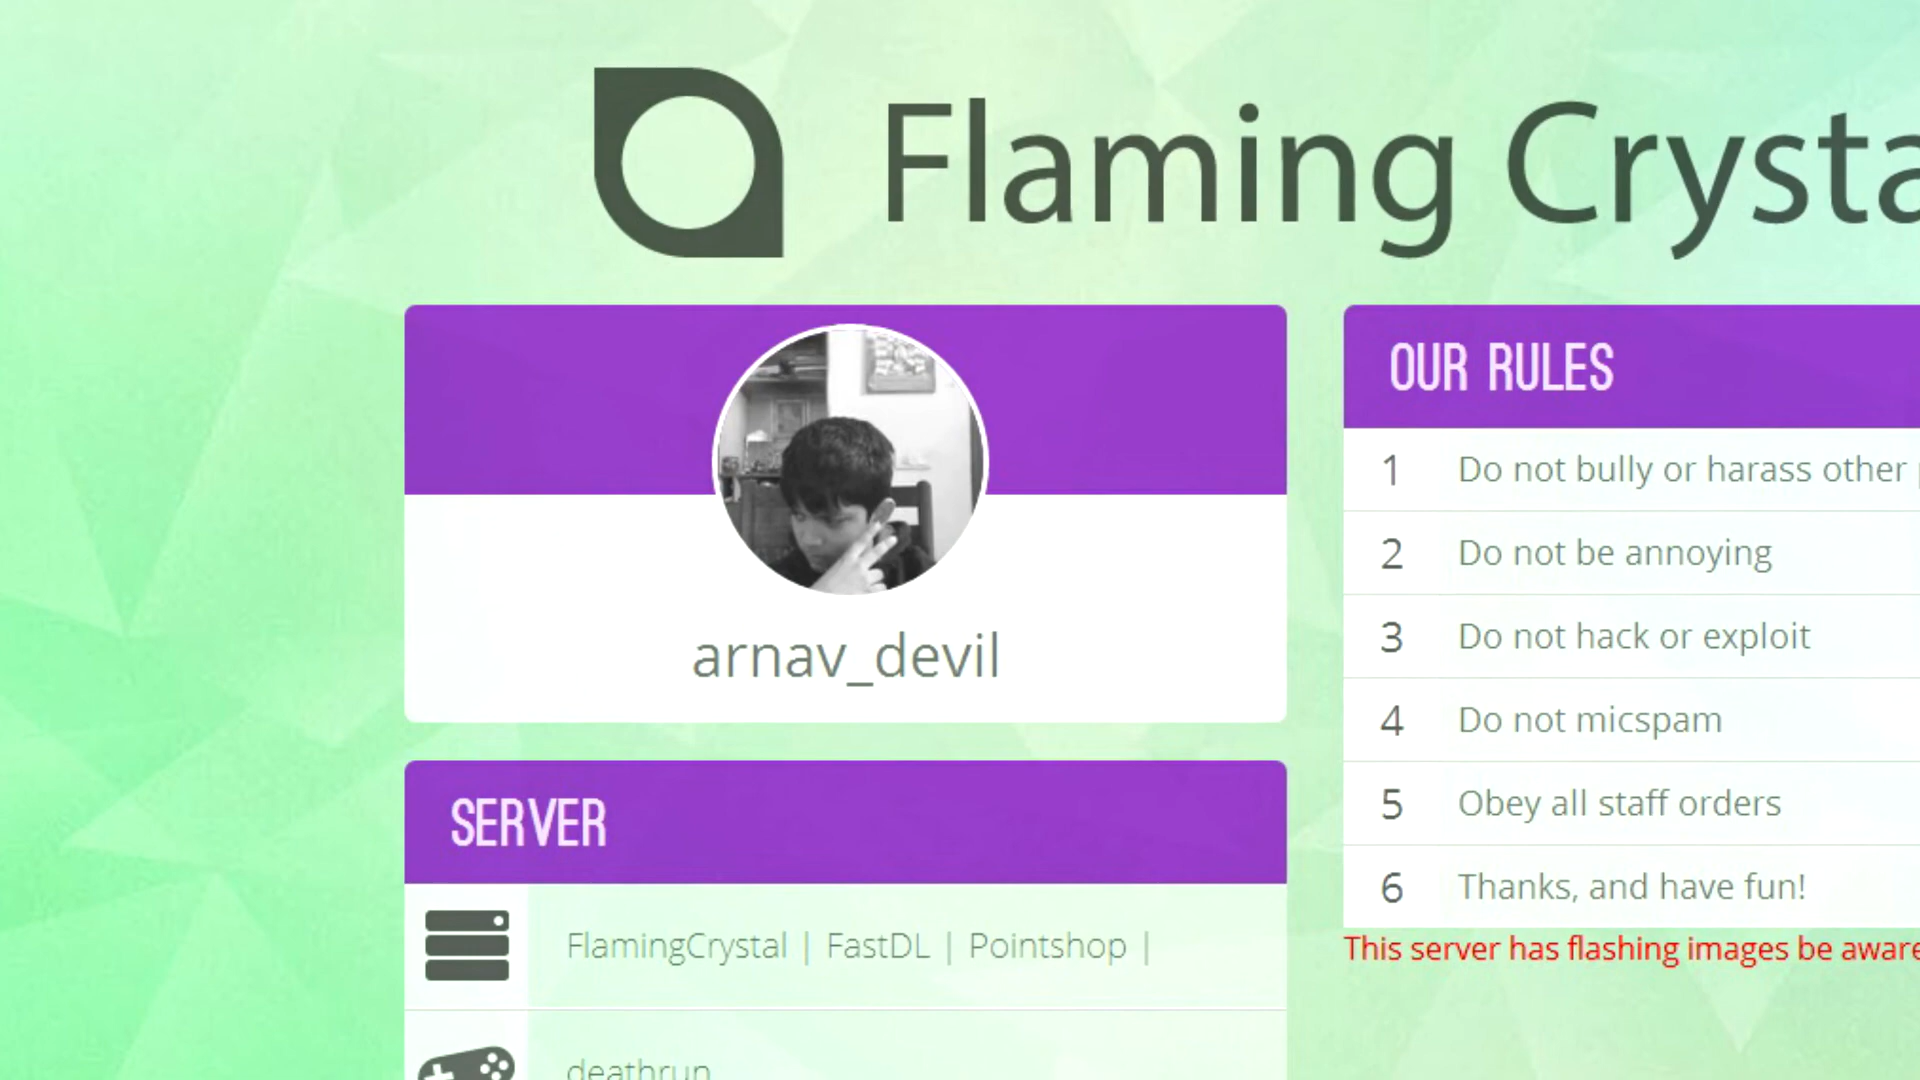 Flaming Crysta
arnav_devil
SERVER
FlamingCrystal | FastDL | Pointshop |
deathrun
OUR RULES
1 Do not bully or harass other
2 Do not be annoying
3 Do not hack or exploit
4 Do not micspam
5 Obey all staff orders
6 Thanks, and have fun!
This server has flashing images be aware